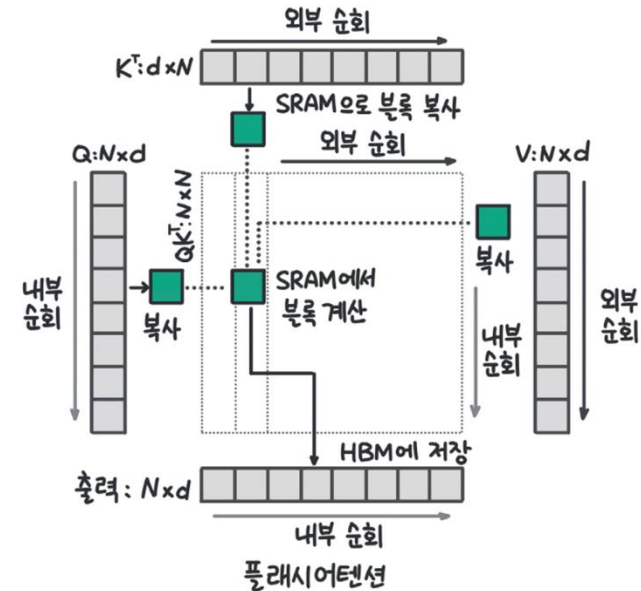 외부 순회
Kᵀ: d×N
SRAM으로 블록 복사
Q: N×d
외부 순회
V: N×d
QKᵀ: N×N
복사
SRAM에서
블록 계산
내부
순회
복사
내부
순회
외부
순회
HBM에 저장
출력: N×d
내부 순회
플래시어텐션